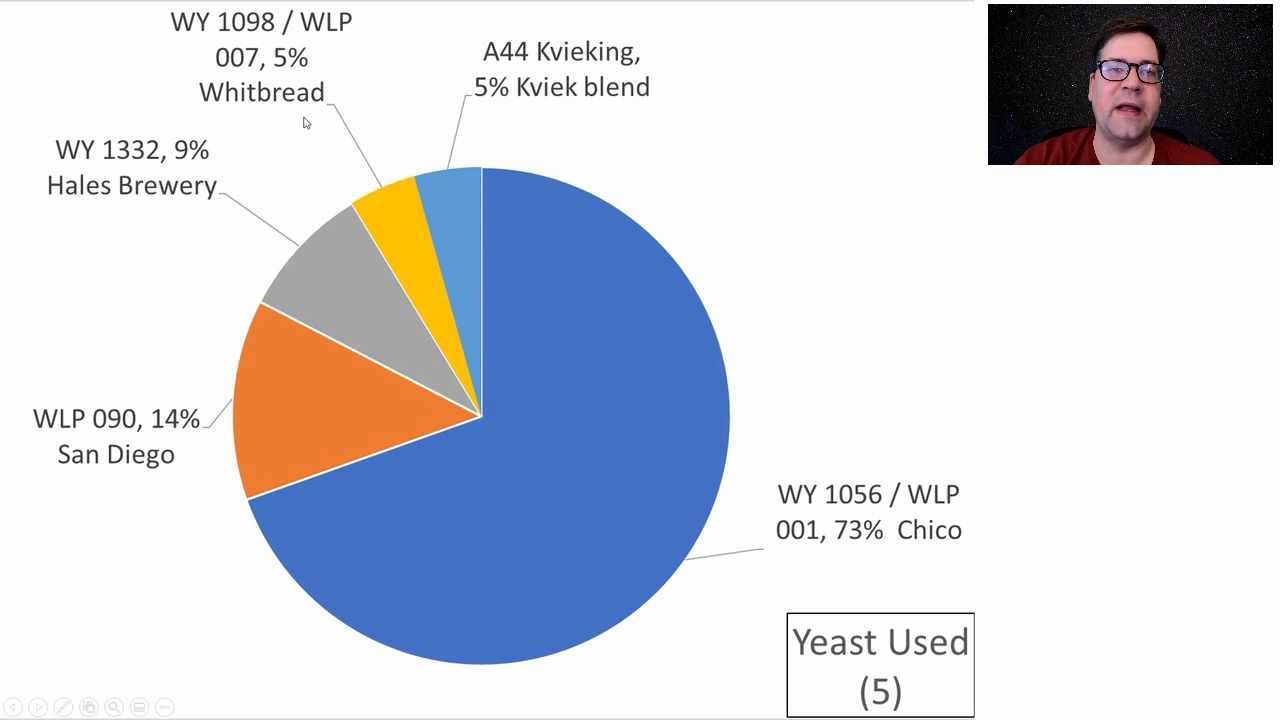 WY 1098 / WLP
007, 5%
Whitbread
A44 Kvieking,
5% Kviek blend
WY 1332, 9%
Hales Brewery
WLP 090, 14%
San Diego
WY 1056 / WLP
001, 73% Chico
Yeast Used
(5)